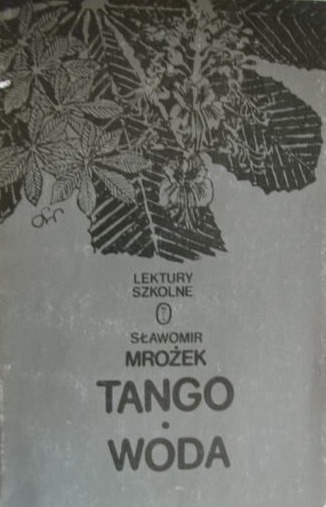 LEKTURY
SZKOLNE
SŁAWOMIR
MROŻEK
TANGO
•
WODA